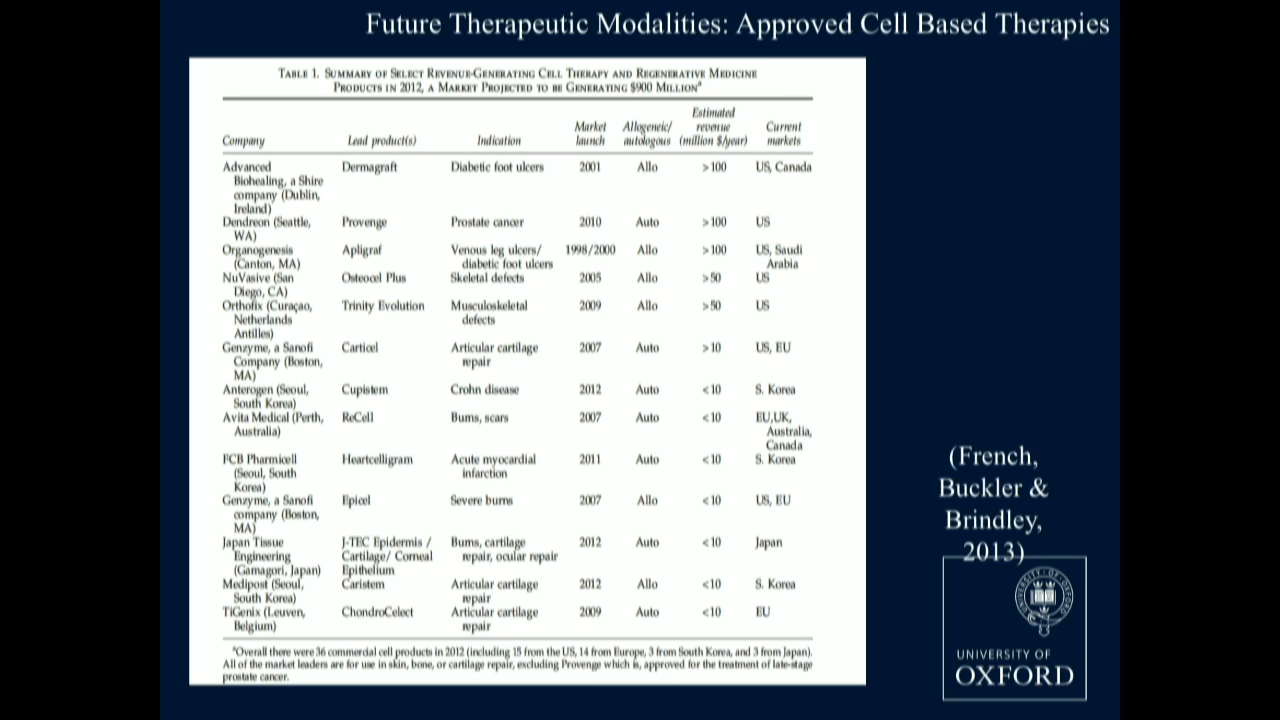 Future Therapeutic Modalities: Approved Cell Based Therapies
Table 1. Summary of Select Revenue-Generating Cell Therapy and Regenerative Medicine
Products in 2012, a Market Projected to be Generating $900 Million^a
Company Lead product(s) Indication Market launch Allogeneic/ autologous Estimated revenue (million $/year) Current markets
Advanced Biohealing, a Shire company (Dublin, Ireland) Dermagraft Diabetic foot ulcers 2001 Allo >100 US, Canada
Dendreon (Seattle, WA) Provenge Prostate cancer 2010 Auto >100 US
Organogenesis (Canton, MA) Apligraf Venous leg ulcers/ diabetic foot ulcers 1998/2000 Allo >100 US, Saudi Arabia
NuVasive (San Diego, CA) Osteocel Plus Skeletal defects 2005 Allo >50 US
Orthofix (Curaçao, Netherlands Antilles) Trinity Evolution Musculoskeletal defects 2009 Allo >50 US
Genzyme, a Sanofi Company (Boston, MA) Carticel Articular cartilage repair 2007 Auto >10 US, EU
Anterogen (Seoul, South Korea) Cupistem Crohn disease 2012 Auto <10 S. Korea
Avita Medical (Perth, Australia) ReCell Burns, scars 2007 Auto <10 EU,UK, Australia, Canada
FCB Pharmicell (Seoul, South Korea) Heartcelligram Acute myocardial infarction 2011 Auto <10 S. Korea
Genzyme, a Sanofi company (Boston, MA) Epicel Severe burns 2007 Allo <10 US, EU
Japan Tissue Engineering (Gamagori, Japan) J-TEC Epidermis / Cartilage/ Corneal Epithelium Burns, cartilage repair, ocular repair 2012 Auto <10 Japan
Medipost (Seoul, South Korea) Caristem Articular cartilage repair 2012 Allo <10 S. Korea
TiGenix (Leuven, Belgium) ChondroCelect Articular cartilage repair 2009 Auto <10 EU
^aOverall there were 36 commercial cell products in 2012 (including 15 from the US, 14 from Europe, 3 from South Korea, and 3 from Japan).
All of the market leaders are for use in skin, bone, or cartilage repair, excluding Provenge which is, approved for the treatment of late-stage
prostate cancer.
(French,
Buckler &
Brindley,
2013)
UNIVERSITY OF
OXFORD